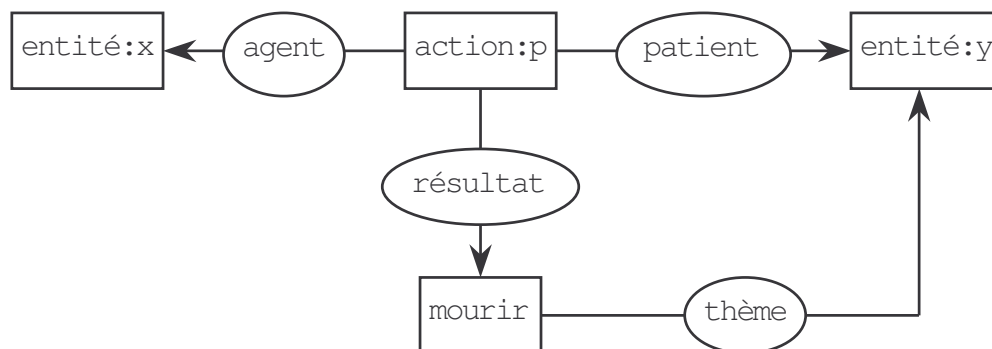 entité:x
agent
action:p
patient
entité:y
résultat
mourir
thème